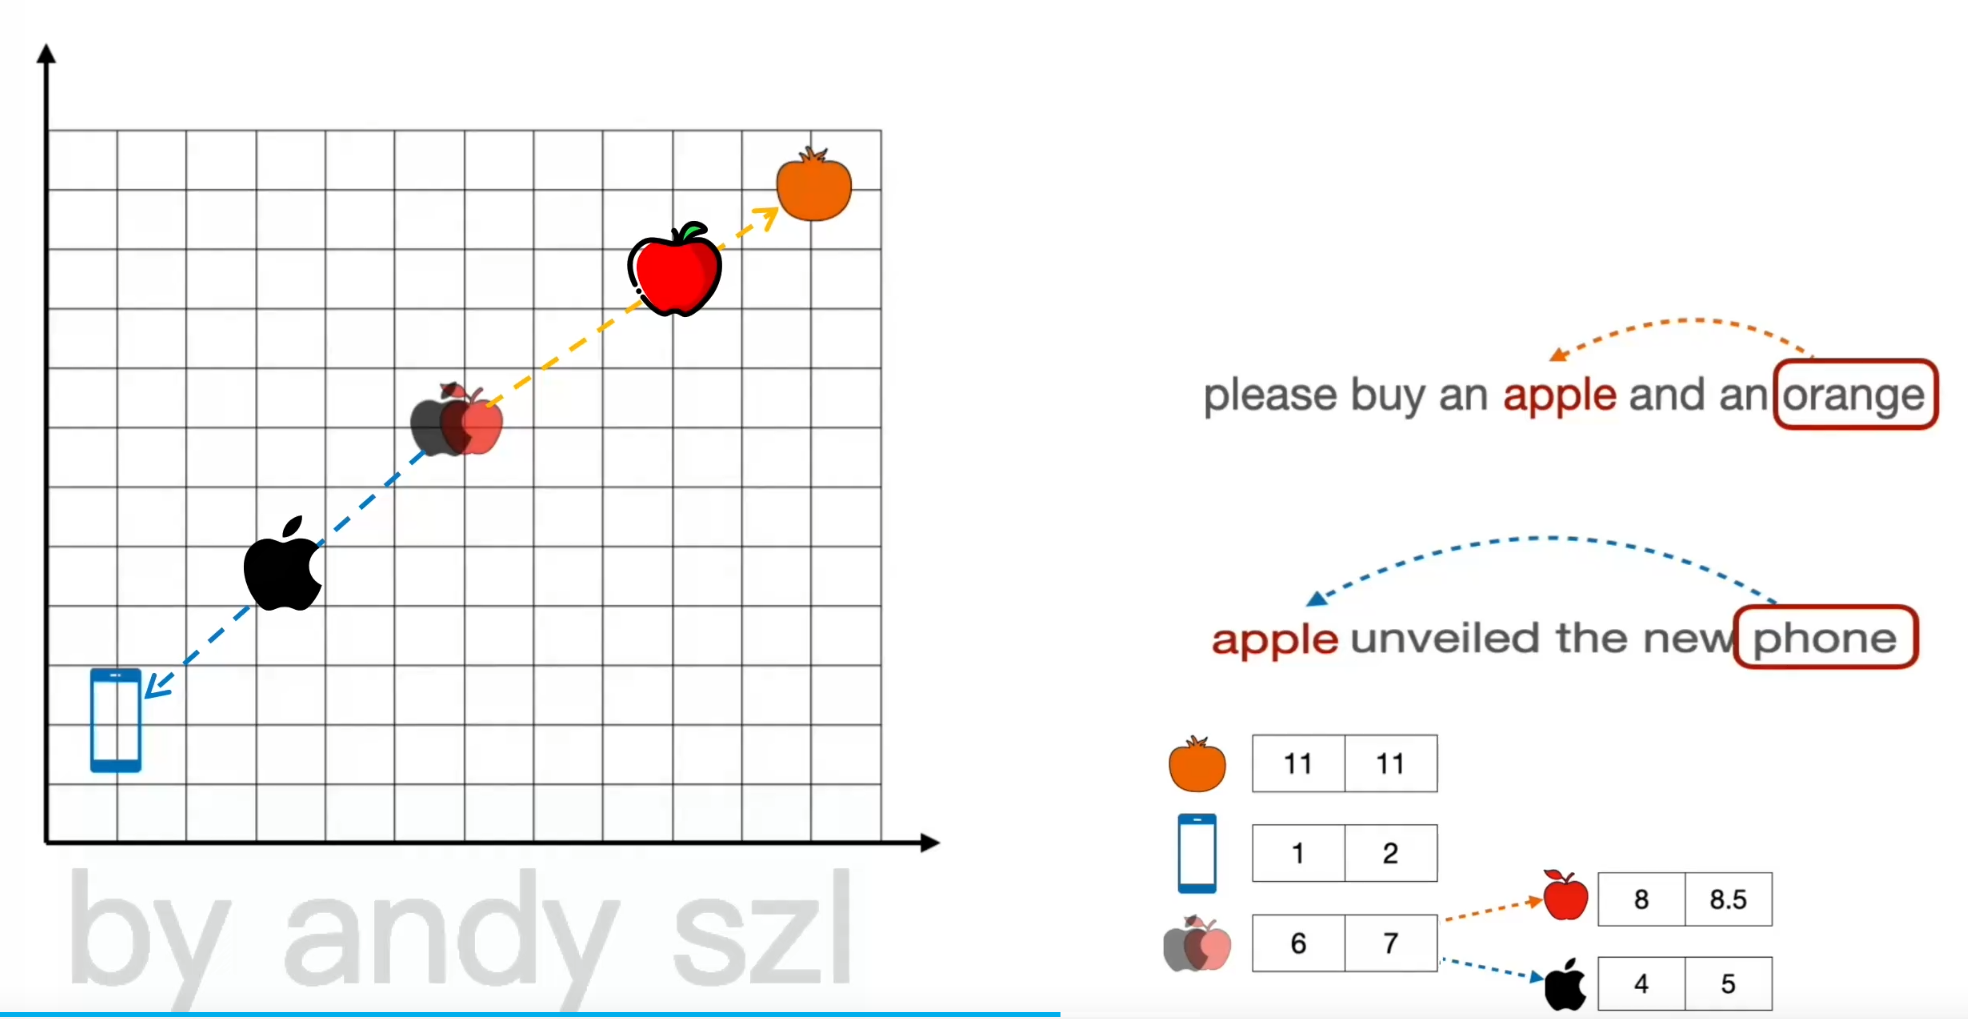 please buy an apple and an orange
apple unveiled the new phone
11 11
1 2
6 7
8 8.5
4 5
by andy szl